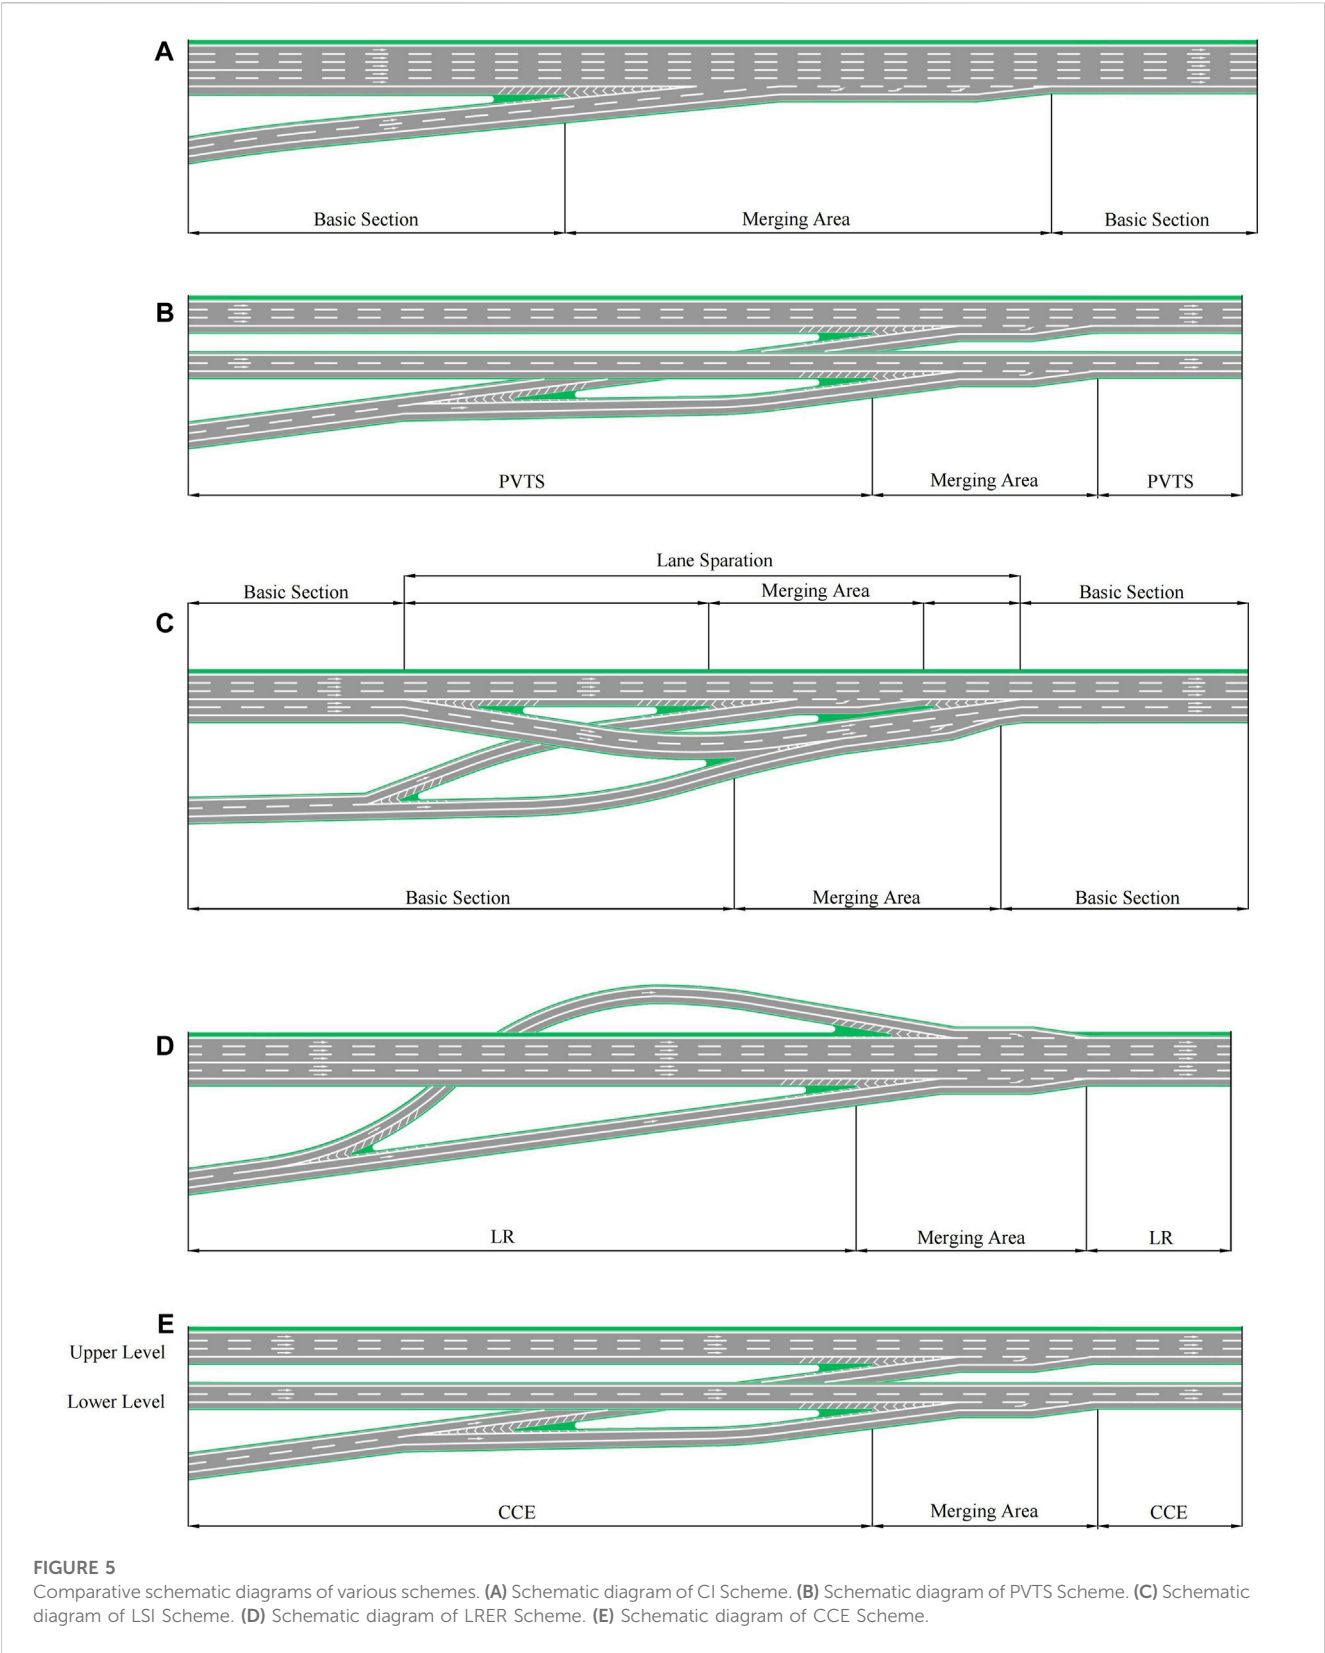 A
Basic Section Merging Area Basic Section
B
PVTS Merging Area PVTS
Lane Sparation
Basic Section Merging Area Basic Section
C
Basic Section Merging Area Basic Section
D
LR Merging Area LR
E
Upper Level
Lower Level
CCE Merging Area CCE
FIGURE 5
Comparative schematic diagrams of various schemes. (A) Schematic diagram of CI Scheme. (B) Schematic diagram of PVTS Scheme. (C) Schematic
diagram of LSI Scheme. (D) Schematic diagram of LRER Scheme. (E) Schematic diagram of CCE Scheme.